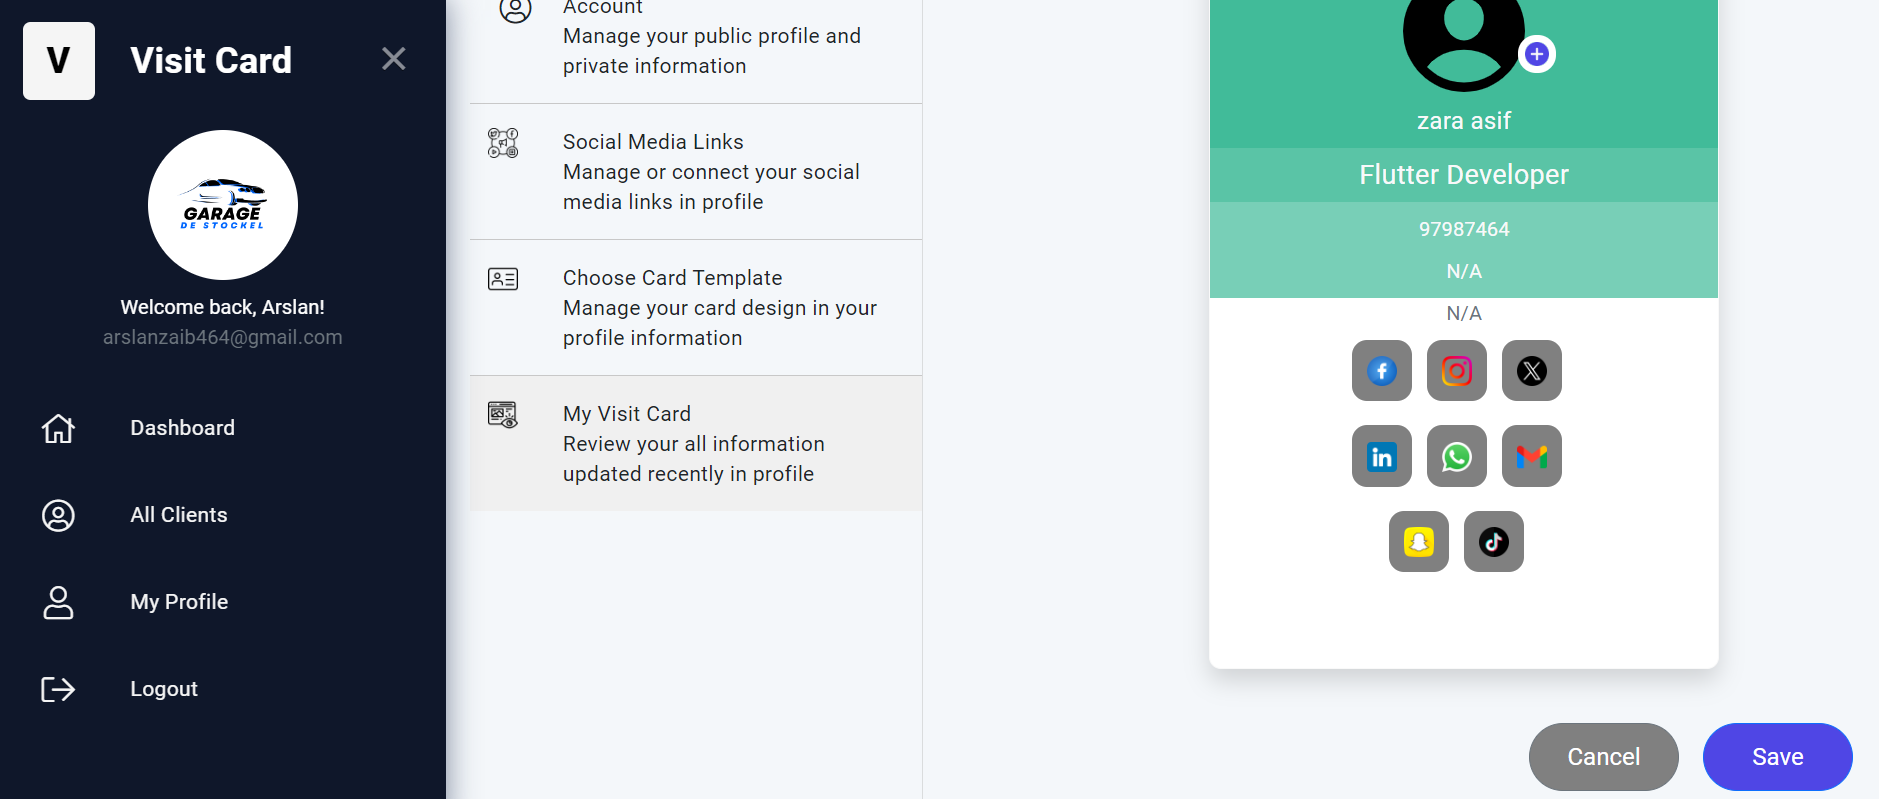 V
Visit Card
GARAGE
DE STOCKEL
Welcome back, Arslan!
arslanzaib464@gmail.com
Dashboard
All Clients
My Profile
Logout
Account
Manage your public profile and
private information
Social Media Links
Manage or connect your social
media links in profile
Choose Card Template
Manage your card design in your
profile information
My Visit Card
Review your all information
updated recently in profile
zara asif
Flutter Developer
97987464
N/A
N/A
Cancel
Save